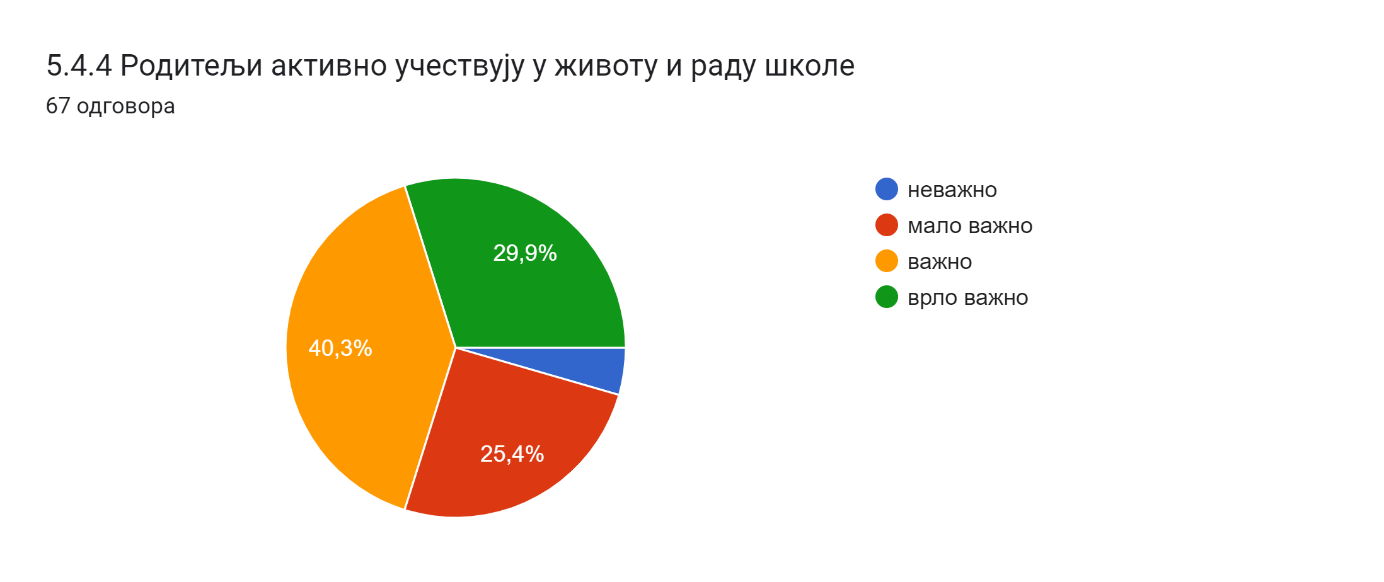 5.4.4 Родитељи активно учествују у животу и раду школе
67 одговора
29,9%
40,3%
25,4%
неважно
мало важно
важно
врло важно